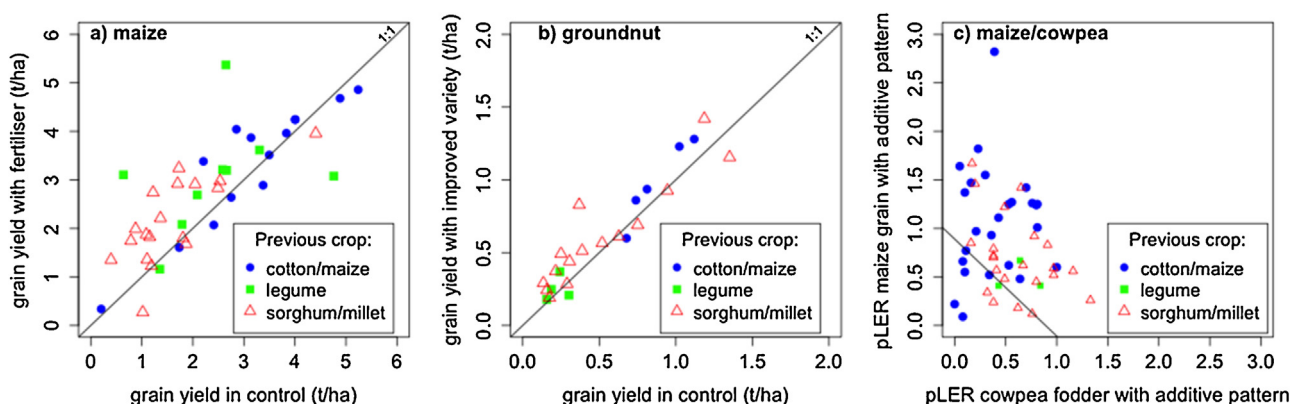 a) maize
1:1
grain yield with fertiliser (t/ha)
6
5
4
3
2
1
0
Previous crop:
cotton/maize
legume
sorghum/millet
0 1 2 3 4 5 6
grain yield in control (t/ha)
b) groundnut
1:1
grain yield with improved variety (t/ha)
2.0
1.5
1.0
0.5
0.0
Previous crop:
cotton/maize
legume
sorghum/millet
0.0 0.5 1.0 1.5 2.0
grain yield in control (t/ha)
c) maize/cowpea
pLER maize grain with additive pattern
3.0
2.5
2.0
1.5
1.0
0.5
0.0
Previous crop:
cotton/maize
legume
sorghum/millet
0.0 0.5 1.0 1.5 2.0 2.5 3.0
pLER cowpea fodder with additive pattern